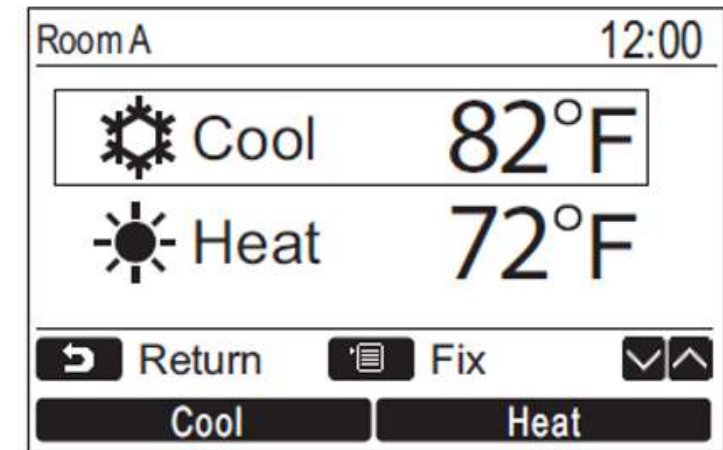 Room A 12:00
Cool 82°F
Heat 72°F
Return Fix
Cool Heat